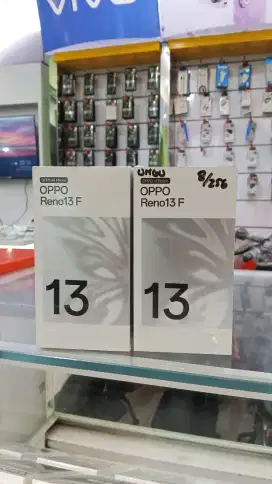 vivo
OPPO
Reno13 F
13
UNGU
8/256
OPPO
Reno13 F
13